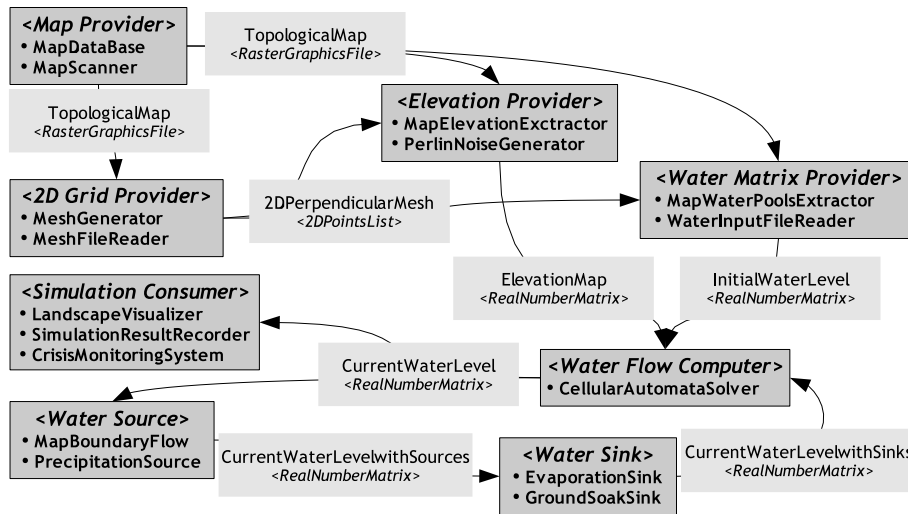 <Map Provider>
• MapDataBase
• MapScanner
TopologicalMap
<RasterGraphicsFile>
TopologicalMap
<RasterGraphicsFile>
<Elevation Provider>
• MapElevationExctractor
• PerlinNoiseGenerator
<2D Grid Provider>
• MeshGenerator
• MeshFileReader
2DPerpendicularMesh
<2DPointsList>
<Water Matrix Provider>
• MapWaterPoolsExtractor
• WaterInputFileReader
ElevationMap
<RealNumberMatrix>
InitialWaterLevel
<RealNumberMatrix>
<Simulation Consumer>
• LandscapeVisualizer
• SimulationResultRecorder
• CrisisMonitoringSystem
CurrentWaterLevel
<RealNumberMatrix>
<Water Flow Computer>
• CellularAutomataSolver
<Water Source>
• MapBoundaryFlow
• PrecipitationSource
CurrentWaterLevelwithSources
<RealNumberMatrix>
<Water Sink>
• EvaporationSink
• GroundSoakSink
CurrentWaterLevelwithSinks
<RealNumberMatrix>